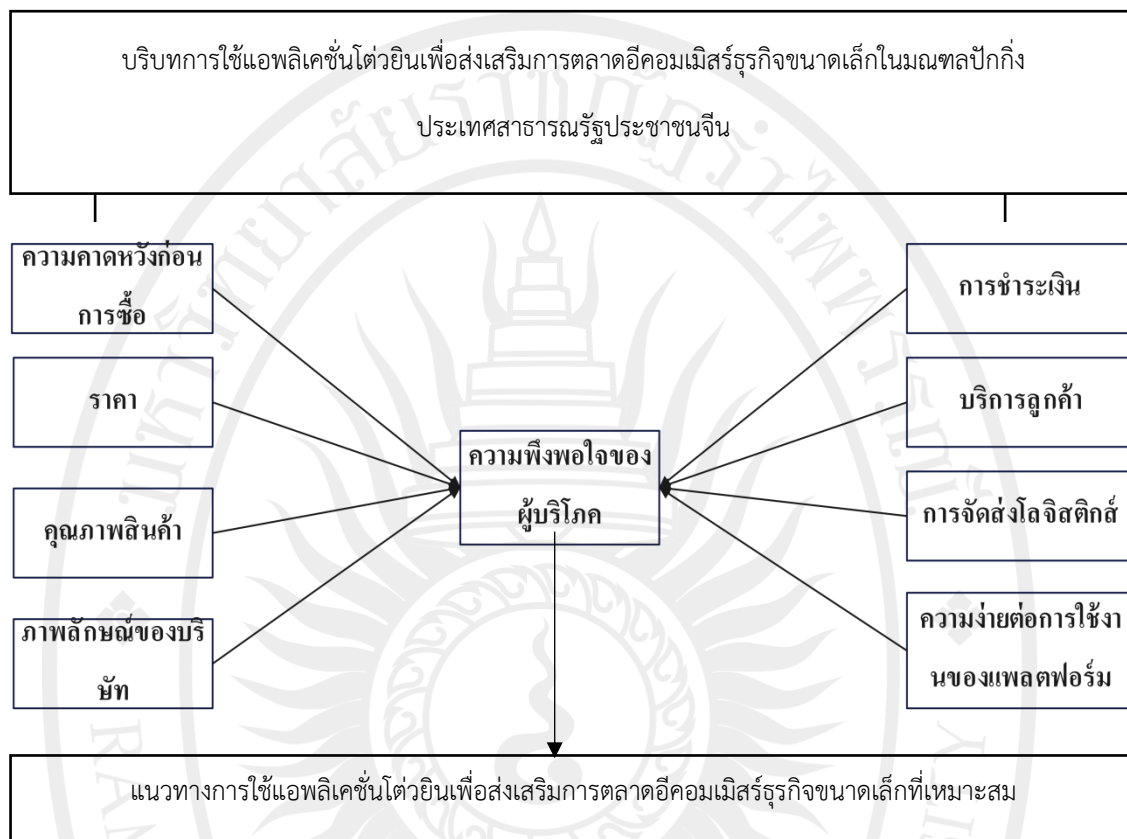 บริบทการใช้แอพลิเคชั่นโต่วยินเพื่อส่งเสริมการตลาดอีคอมเมิสร์ธุรกิจขนาดเล็กในมณฑลปักกิ่ง
ประเทศสาธารณรัฐประชาชนจีน
ความคาดหวังก่อน
การซื้อ
ราคา
คุณภาพสินค้า
ภาพลักษณ์ของบริ
ษัท
ความพึงพอใจของ
ผู้บริโภค
การชำระเงิน
บริการลูกค้า
การจัดส่งโลจิสติกส์
ความง่ายต่อการใช้งา
นของแพลตฟอร์ม
แนวทางการใช้แอพลิเคชั่นโต่วยินเพื่อส่งเสริมการตลาดอีคอมเมิสร์ธุรกิจขนาดเล็กที่เหมาะสม